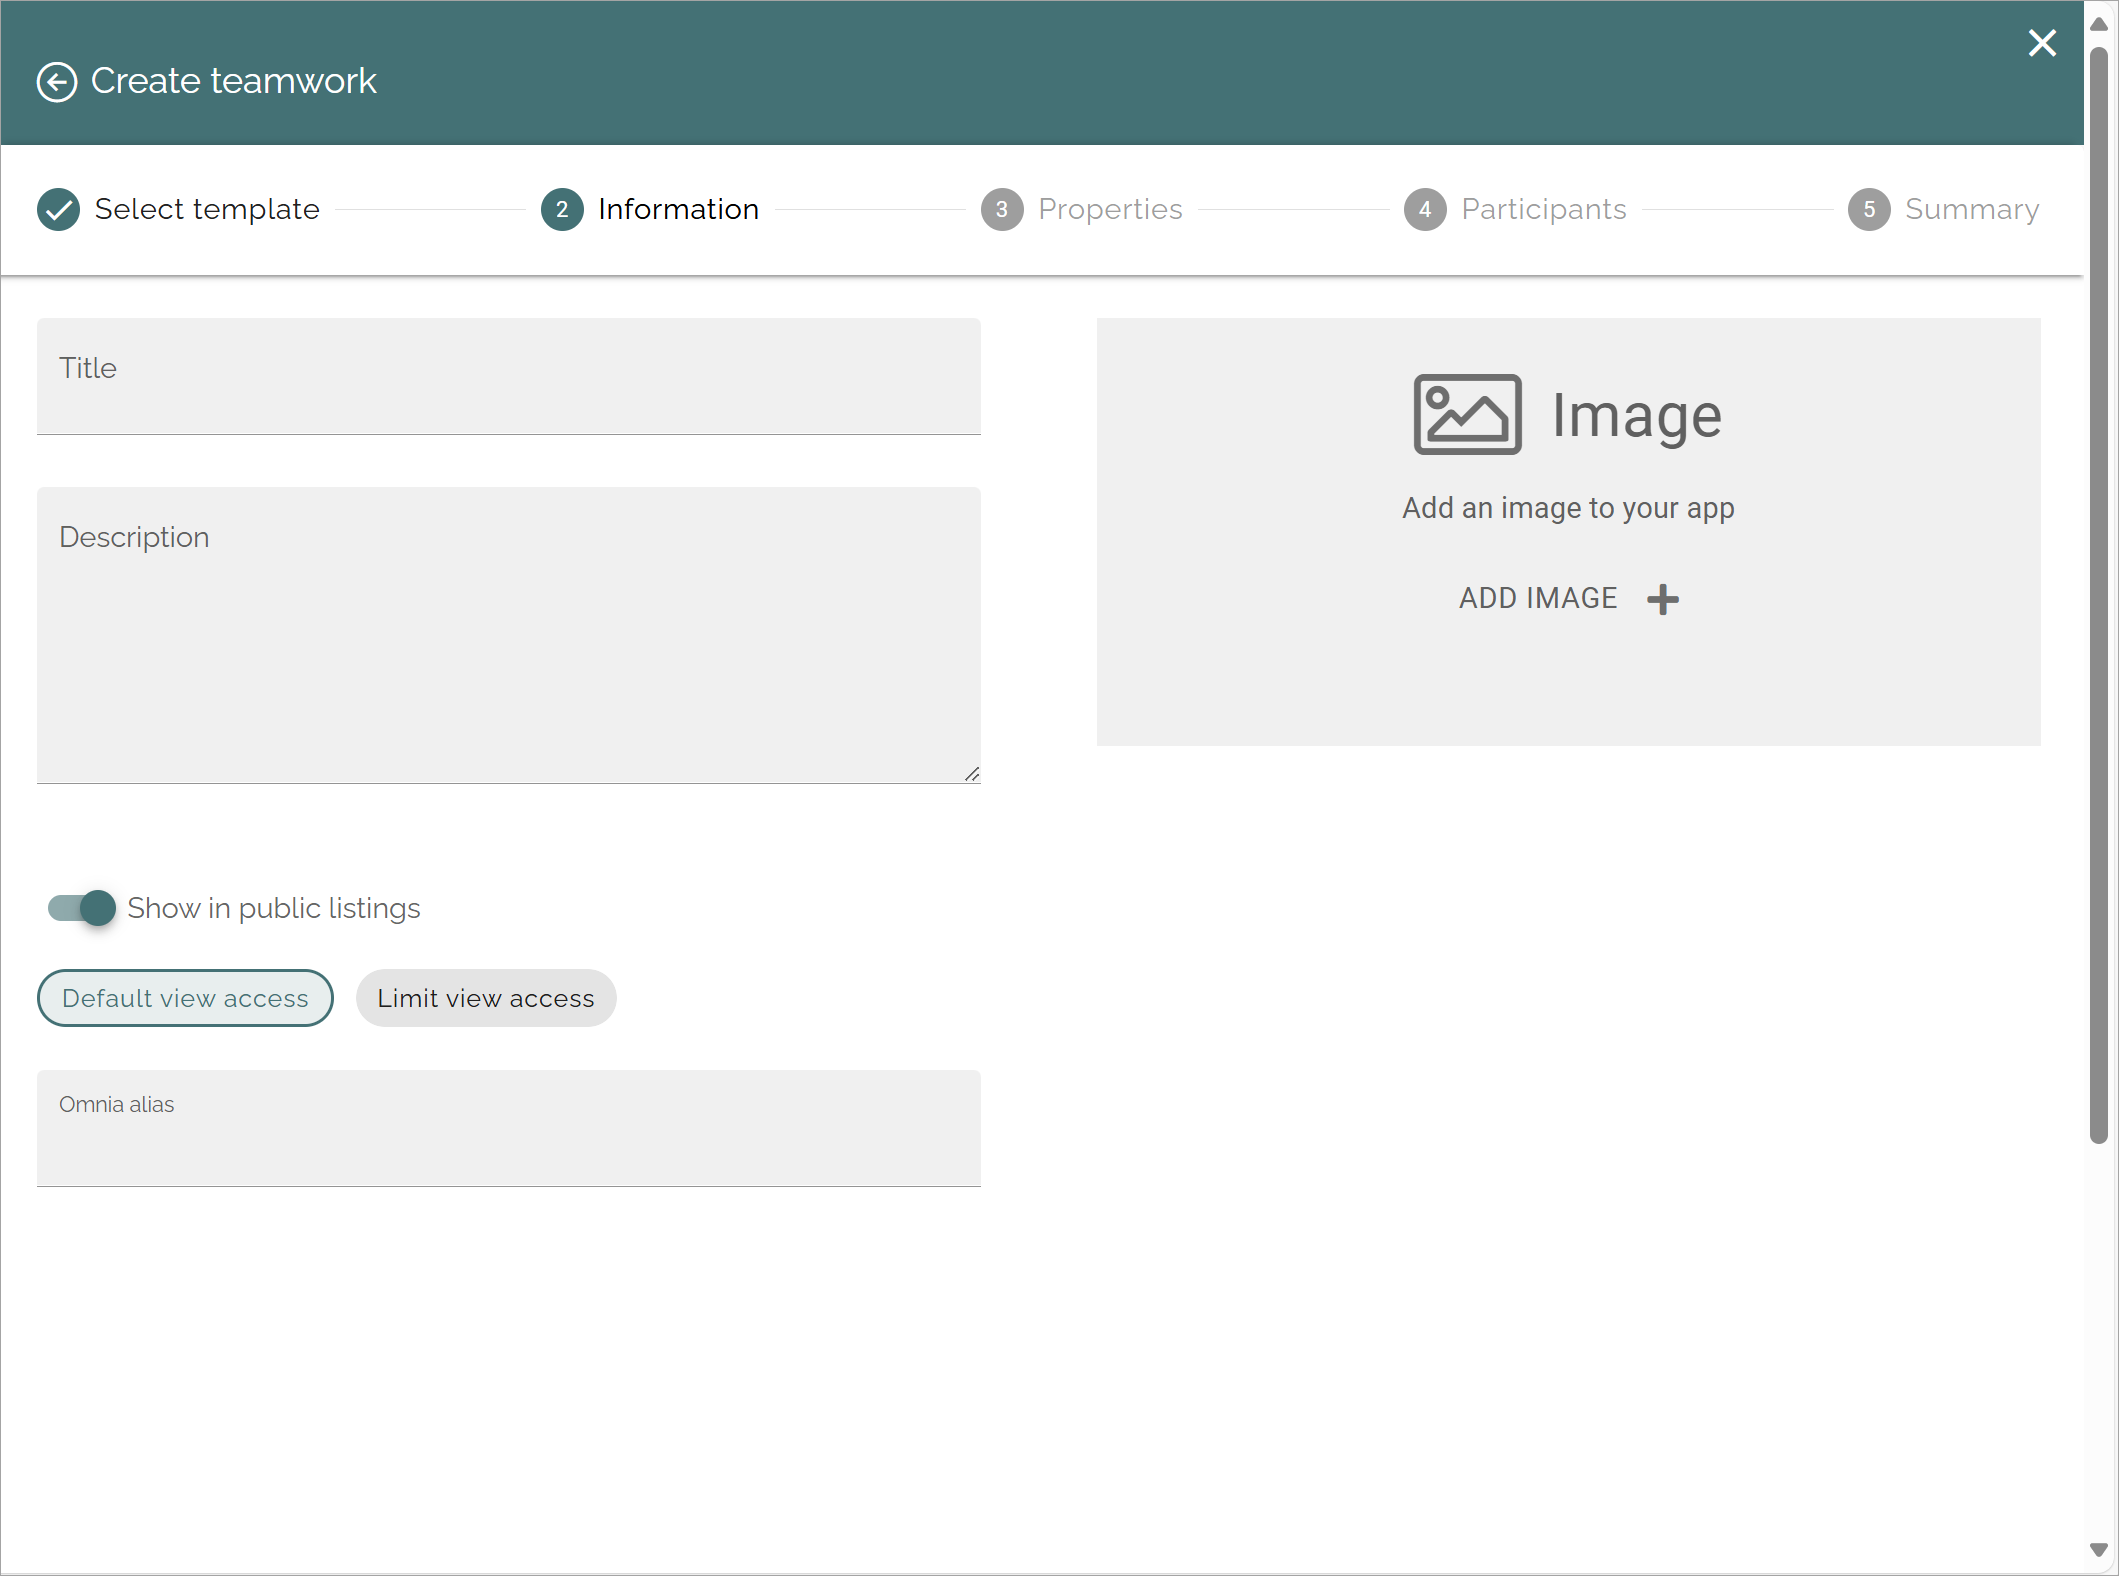 Create teamwork
Select template
2 Information
3 Properties
4 Participants
5 Summary
Title
Description
Image
Add an image to your app
ADD IMAGE
Show in public listings
Default view access
Limit view access
Omnia alias